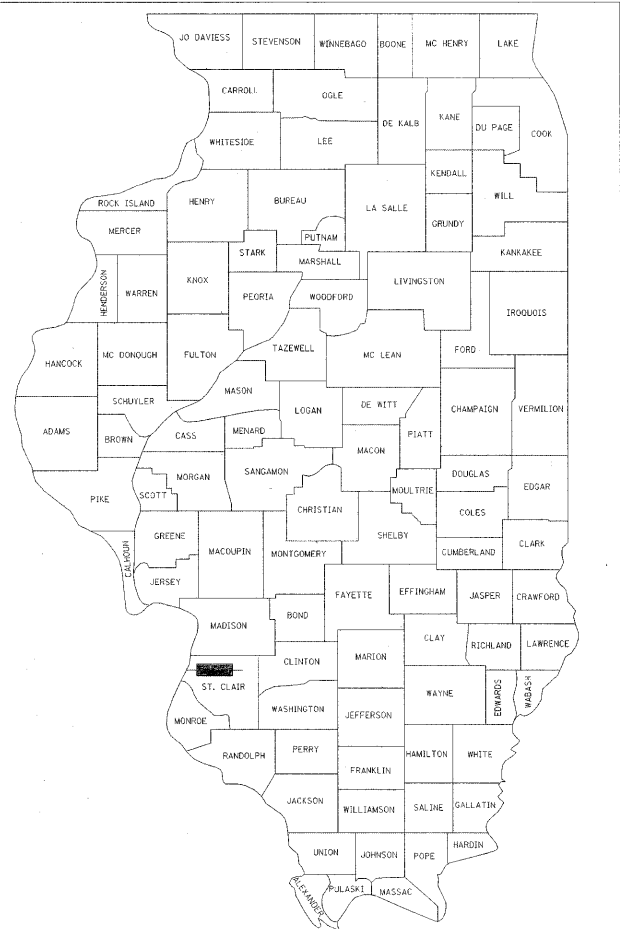 JO DAVIESS STEVENSON WINNEBAGO BOONE MC HENRY LAKE
CARROLL OGLE
DE KALB KANE DU PAGE COOK
WHITESIDE LEE
KENDALL
WILL
ROCK ISLAND HENRY BUREAU LA SALLE
GRUNDY
MERCER PUTNAM
STARK MARSHALL KANKAKEE
HENDERSON WARREN KNOX PEORIA WOODFORD LIVINGSTON
IROQUOIS
HANCOCK MC DONOUGH FULTON TAZEWELL MC LEAN FORD
MASON
SCHUYLER LOGAN DE WITT CHAMPAIGN VERMILION
ADAMS BROWN CASS MENARD PIATT
MACON
MORGAN SANGAMON DOUGLAS
PIKE SCOTT MOULTRIE EDGAR
CHRISTIAN COLES
GREENE SHELBY
CALHOUN MACOUPIN MONTGOMERY CUMBERLAND CLARK
JERSEY
FAYETTE EFFINGHAM JASPER CRAWFORD
MADISON BOND
CLAY RICHLAND LAWRENCE
CLINTON MARION
ST. CLAIR
WAYNE EDWARDS WABASH
MONROE WASHINGTON JEFFERSON
RANDOLPH PERRY HAMILTON WHITE
FRANKLIN
JACKSON WILLIAMSON SALINE GALLATIN
HARDIN
UNION JOHNSON POPE
ALEXANDER PULASKI MASSAC